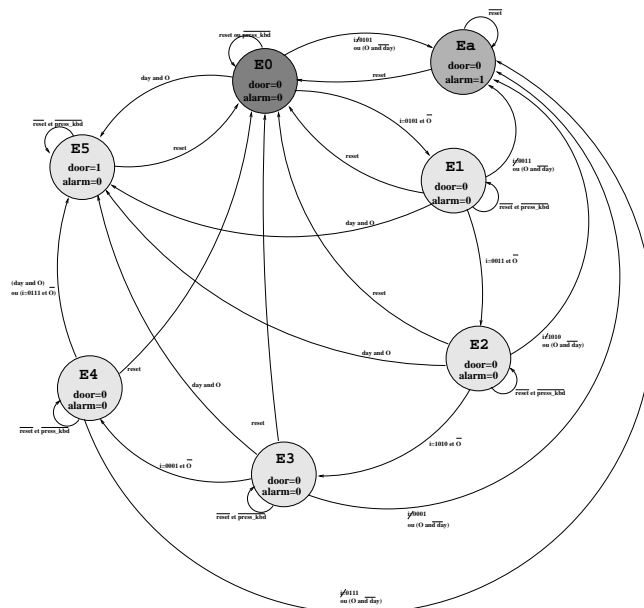 reset
reset ou press_kbd
i≠0101
ou (O and day)
Ea
door=0
alarm=1
E0
door=0
alarm=0
reset
day and O
i=0101 et O
reset et press_kbd
E5
door=1
alarm=0
reset
reset
i≠0011
ou (O and day)
E1
door=0
alarm=0
reset et press_kbd
day and O
i=0011 et O
(day and O)
ou (i=0111 et O)
reset
i≠1010
ou (O and day)
E2
door=0
alarm=0
day and O
reset et press_kbd
E4
door=0
alarm=0
reset
day and O
reset et press_kbd
reset
i=1010 et O
i=0001 et O
E3
door=0
alarm=0
reset et press_kbd
i≠0001
ou (O and day)
i≠0111
ou (O and day)